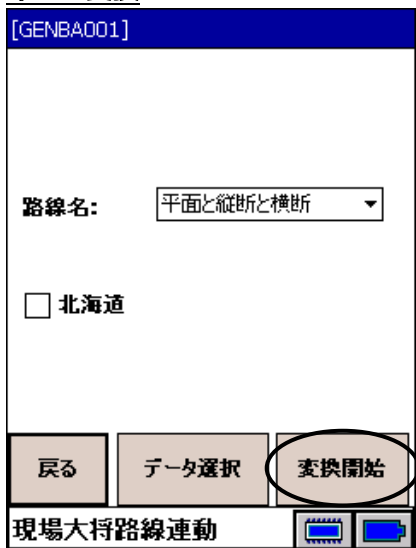 [GENBA001]
路線名:
平面と縦断と横断
北海道
戻る
データ選択
変換開始
現場大将路線連動